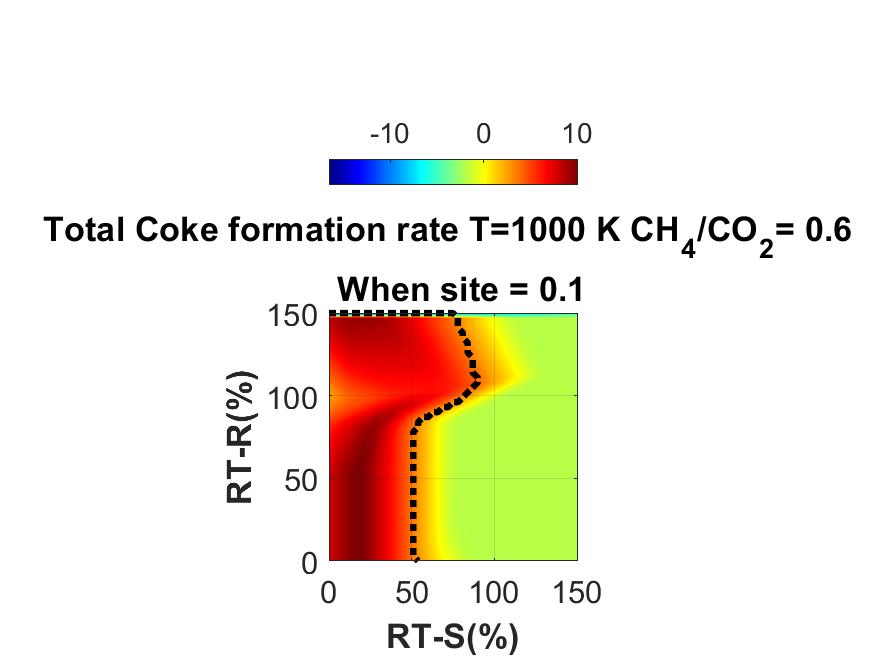 -10 0 10
Total Coke formation rate T=1000 K CH4/CO2= 0.6
When site = 0.1
150
100
50
0
RT-R(%)
0 50 100 150
RT-S(%)